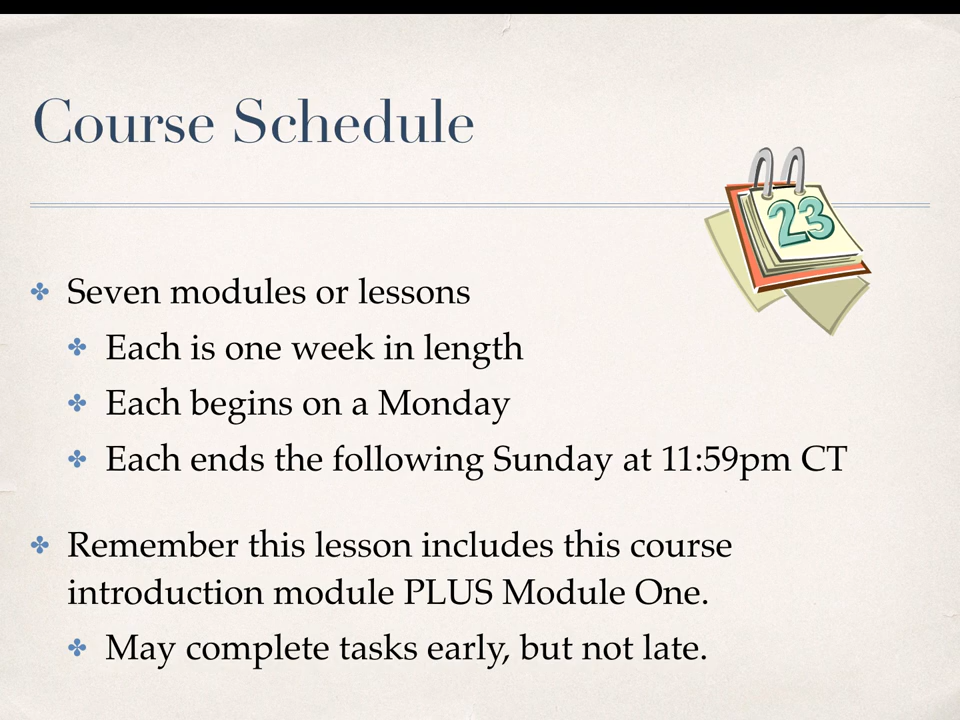 Course Schedule
23
Seven modules or lessons
Each is one week in length
Each begins on a Monday
Each ends the following Sunday at 11:59pm CT
Remember this lesson includes this course
introduction module PLUS Module One.
May complete tasks early, but not late.